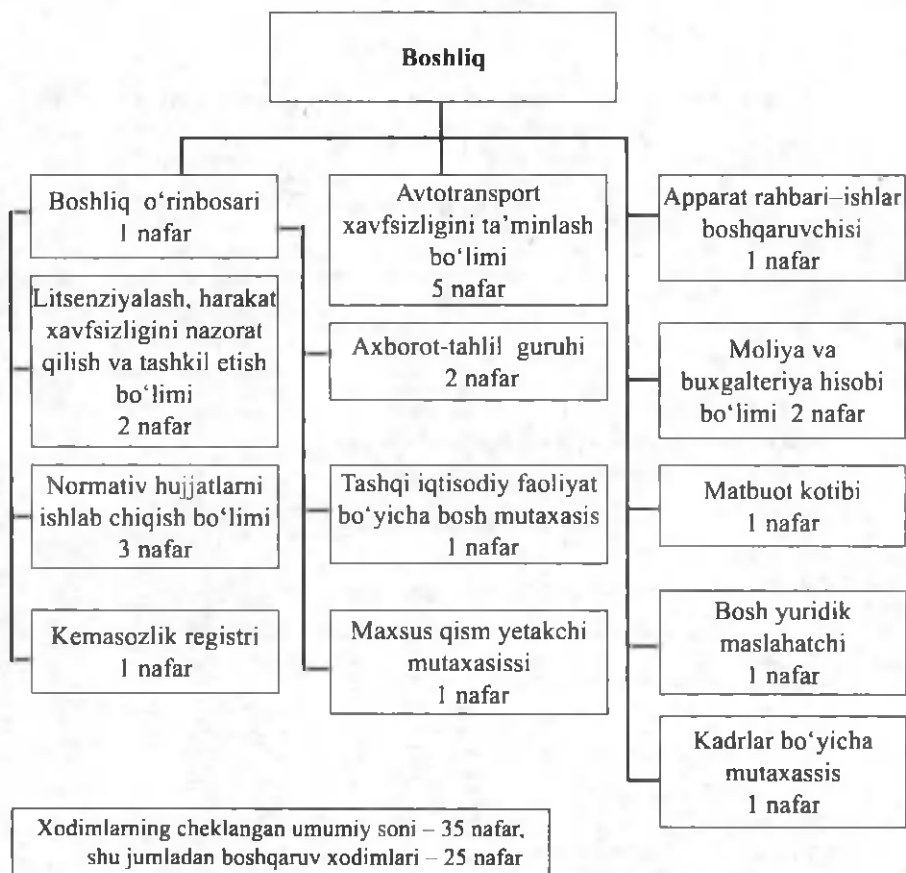 Boshliq
Boshliq o‘rinbosari
1 nafar
Litsenziyalash, harakat
xavfsizligini nazorat
qilish va tashkil etish
bo‘limi
2 nafar
Normativ hujjatlarni
ishlab chiqish bo‘limi
3 nafar
Kemasozlik registri
1 nafar
Avtotransport
xavfsizligini ta’minlash
bo‘limi
5 nafar
Axborot-tahlil guruhi
2 nafar
Tashqi iqtisodiy faoliyat
bo‘yicha bosh mutaxasis
1 nafar
Maxsus qism yetakchi
mutaxasissi
1 nafar
Apparat rahbari–ishlar
boshqaruvchisi
1 nafar
Moliya va
buxgalteriya hisobi
bo‘limi 2 nafar
Matbuot kotibi
1 nafar
Bosh yuridik
maslahatchi
1 nafar
Kadrlar bo‘yicha
mutaxassis
1 nafar
Xodimlarning cheklangan umumiy soni – 35 nafar,
shu jumladan boshqaruv xodimlari – 25 nafar